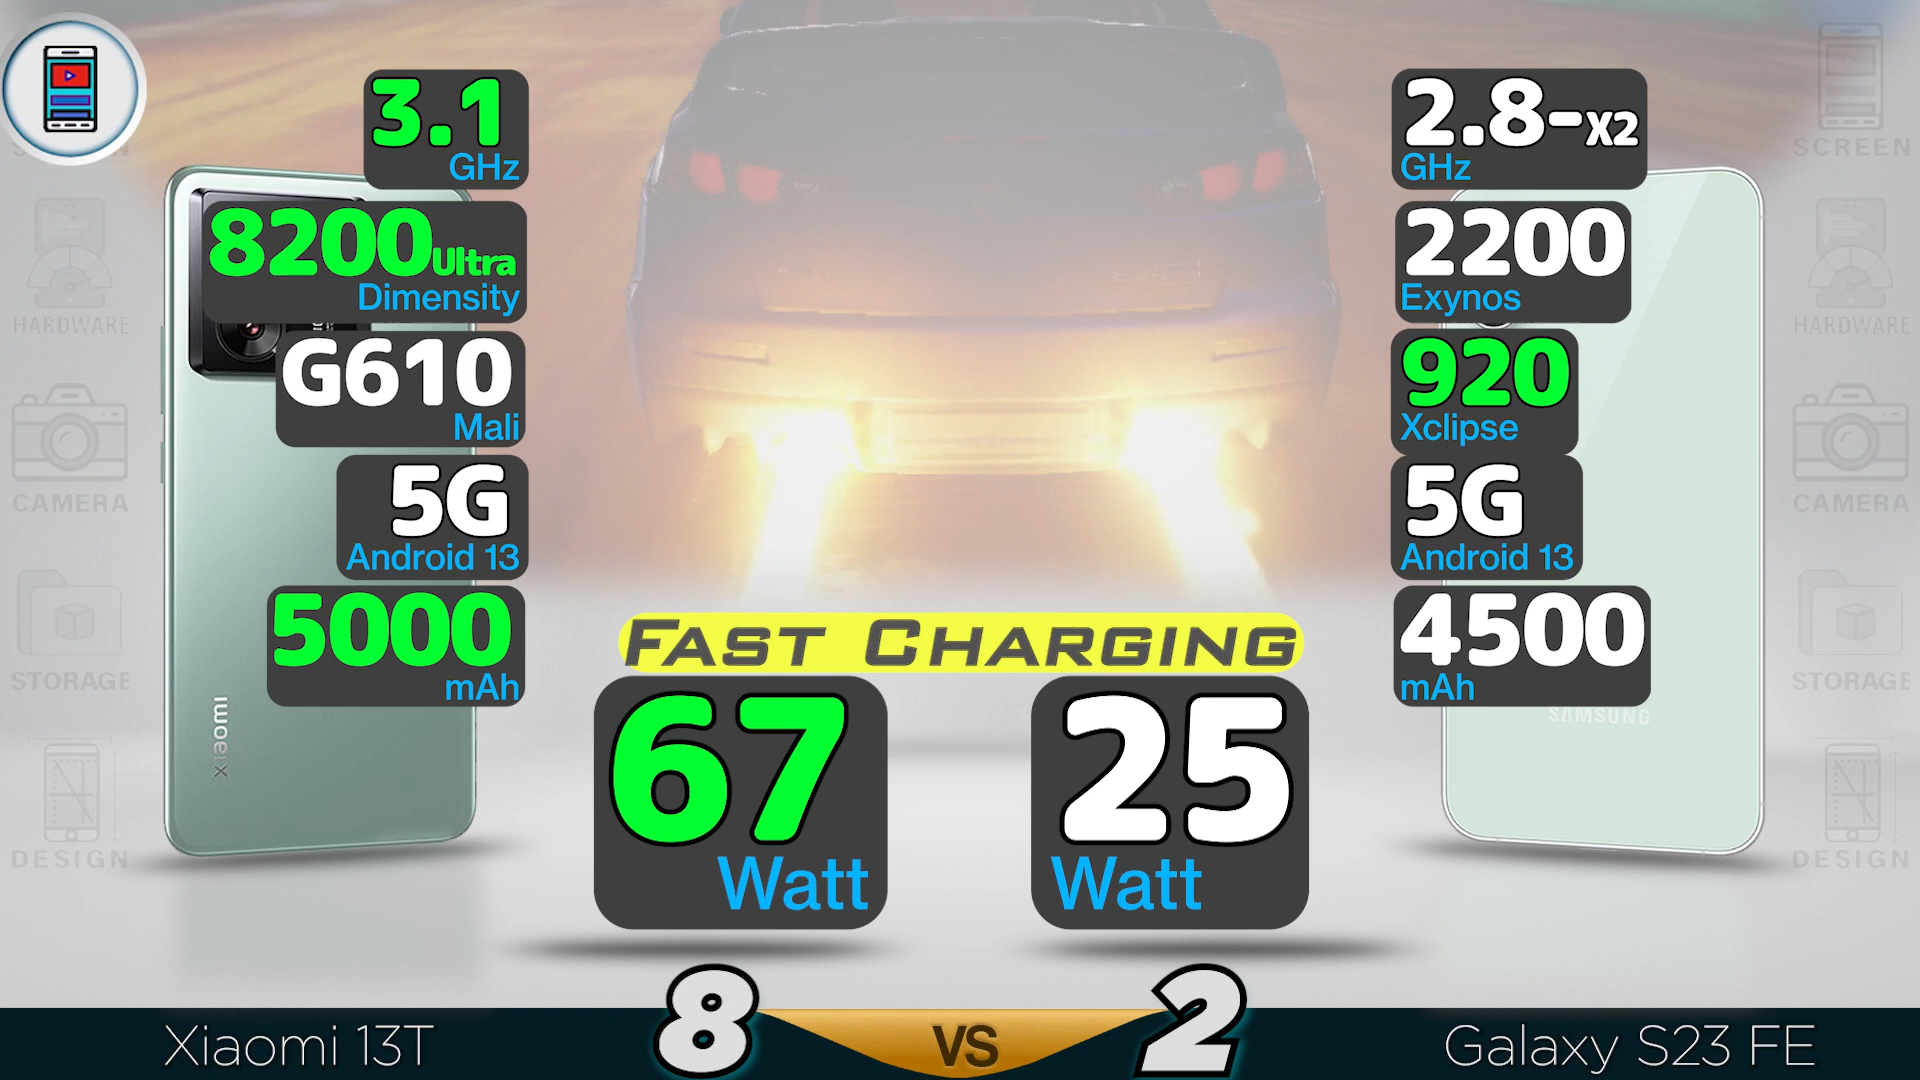 3.1
GHz
8200Ultra
Dimensity
G610
Mali
5G
Android 13
5000
mAh
xiaomi
2.8-X2
GHz
2200
Exynos
920
Xclipse
5G
Android 13
4500
mAh
SAMSUNG
SCREEN
HARDWARE
CAMERA
STORAGE
DESIGN
HARDWARE
CAMERA
STORAGE
DESIGN
FAST CHARGING
67
Watt
25
Watt
Xiaomi 13T
8
VS
2
Galaxy S23 FE